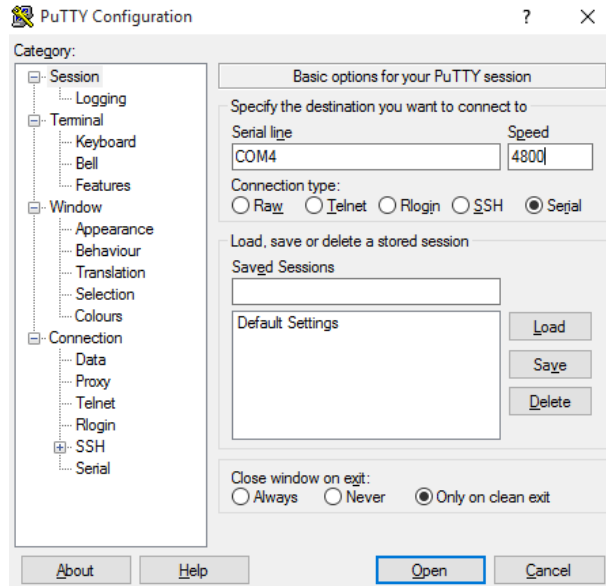 PuTTY Configuration
?
Category:
Session
Logging
Terminal
Keyboard
Bell
Features
Window
Appearance
Behaviour
Translation
Selection
Colours
Connection
Data
Proxy
Telnet
Rlogin
SSH
Serial
Basic options for your PuTTY session
Specify the destination you want to connect to
Serial line Speed
COM4 4800
Connection type:
Raw Telnet Rlogin SSH Serial
Load, save or delete a stored session
Saved Sessions
Default Settings
Load
Save
Delete
Close window on exit:
Always Never Only on clean exit
About Help Open Cancel